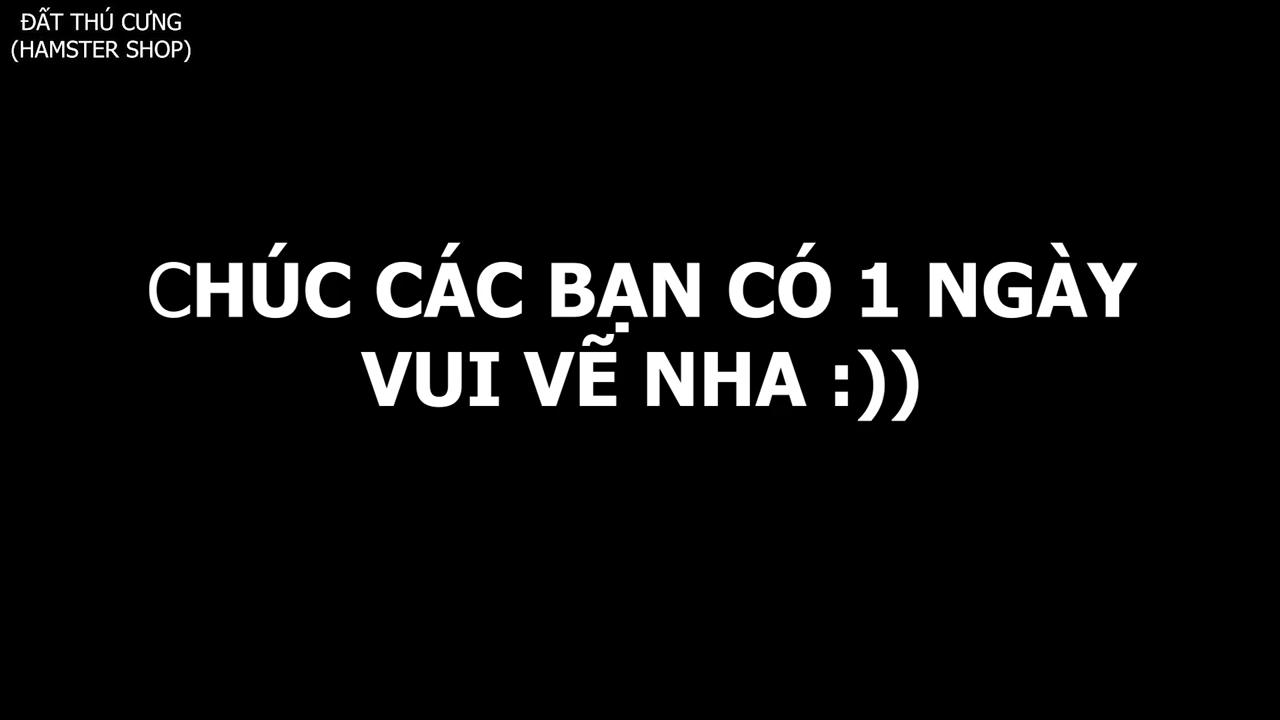 ĐẤT THÚ CƯNG
(HAMSTER SHOP)
CHÚC CÁC BẠN CÓ 1 NGÀY
VUI VẼ NHA :))